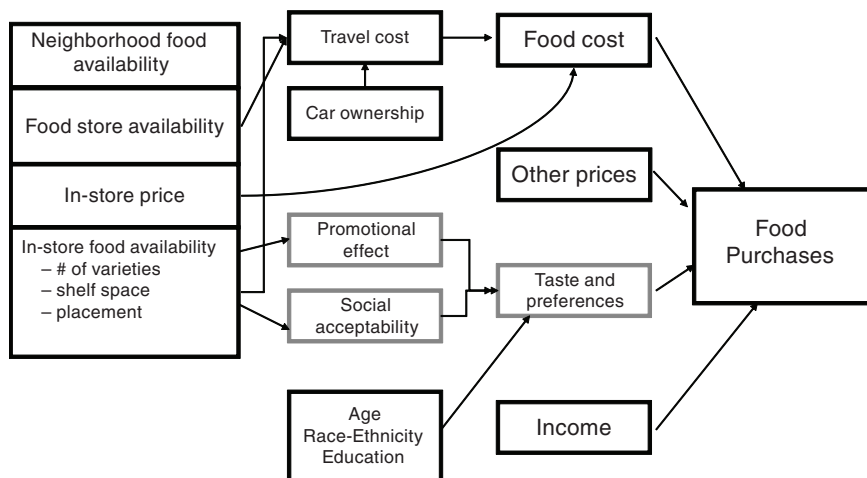 Neighborhood food
availability
Food store availability
In-store price
In-store food availability
– # of varieties
– shelf space
– placement
Travel cost
Car ownership
Promotional
effect
Social
acceptability
Age
Race-Ethnicity
Education
Food cost
Other prices
Taste and
preferences
Income
Food
Purchases